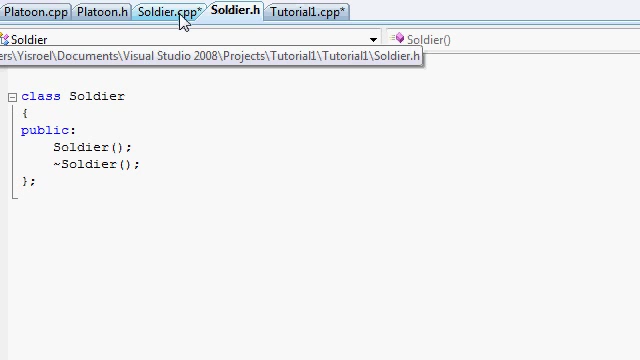 Platoon.cpp Platoon.h Soldier.cpp* Soldier.h Tutorial1.cpp*
Soldier Soldier()
ers\Yisroel\Documents\Visual Studio 2008\Projects\Tutorial1\Tutorial1\Soldier.h
class Soldier
{
public:
Soldier();
~Soldier();
};